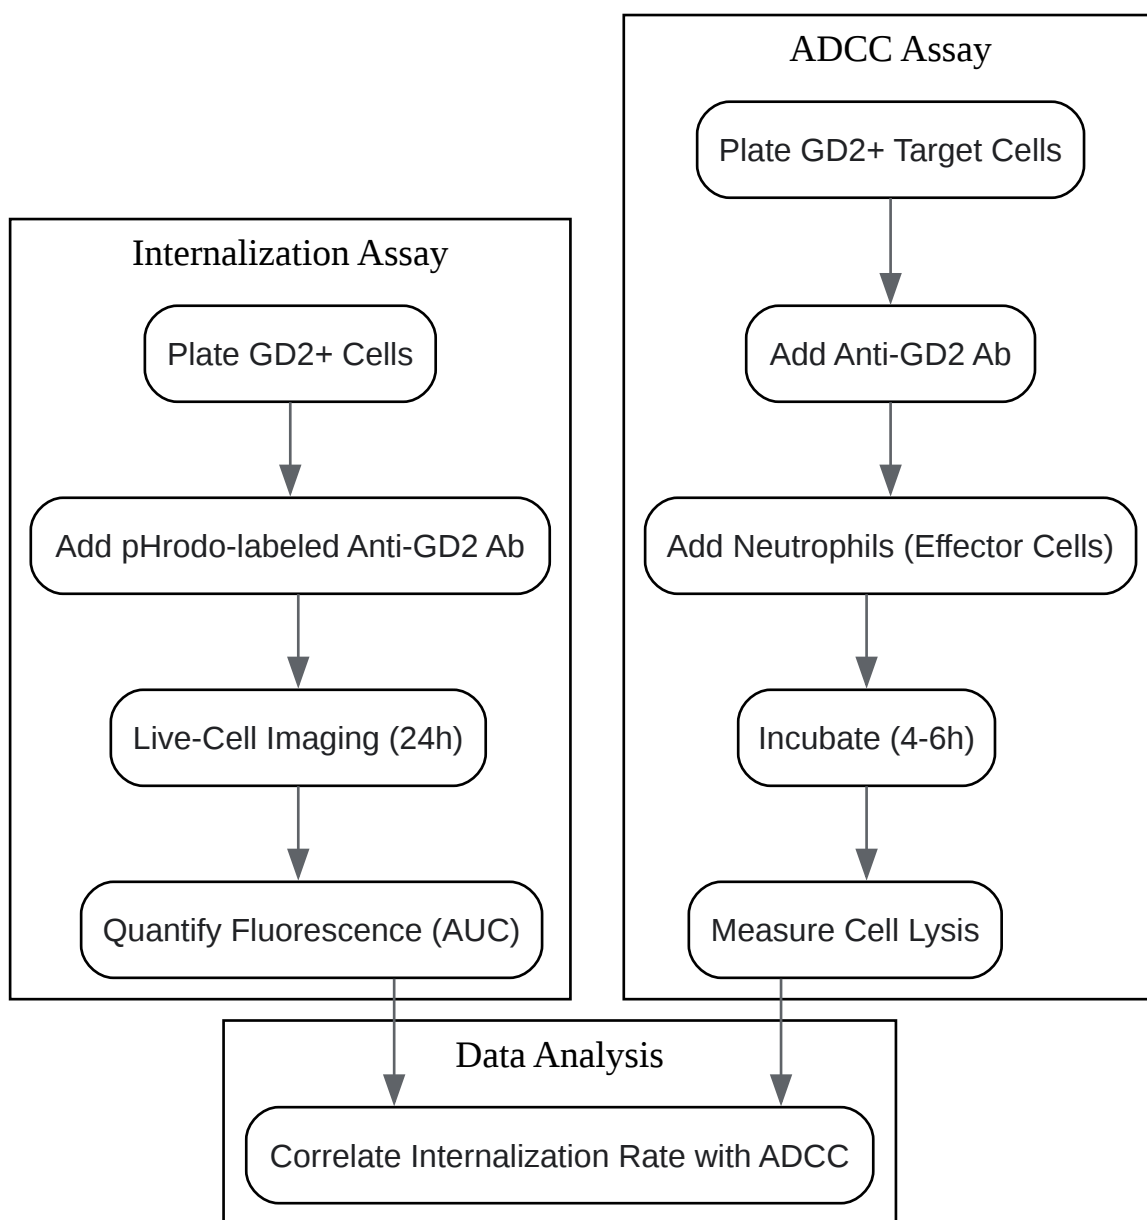 Internalization Assay
Plate GD2+ Cells
Add pHrodo-labeled Anti-GD2 Ab
Live-Cell Imaging (24h)
Quantify Fluorescence (AUC)
ADCC Assay
Plate GD2+ Target Cells
Add Anti-GD2 Ab
Add Neutrophils (Effector Cells)
Incubate (4-6h)
Measure Cell Lysis
Data Analysis
Correlate Internalization Rate with ADCC